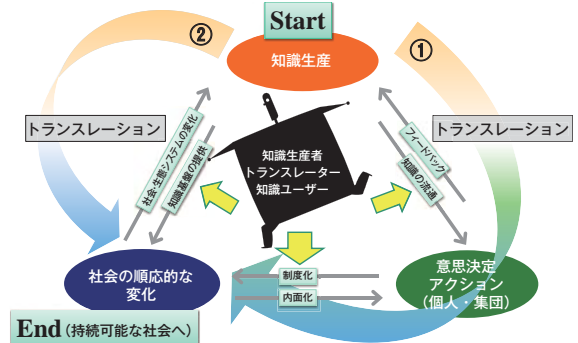 Start
②
①
知識生産
トランスレーション
トランスレーション
社会・生態システムの変化
知識基盤の提供
フィードバック
知識の流通
知識生産者
トランスレーター
知識ユーザー
社会の順応的な
変化
制度化
内面化
意思決定
アクション
（個人・集団）
End（持続可能な社会へ）